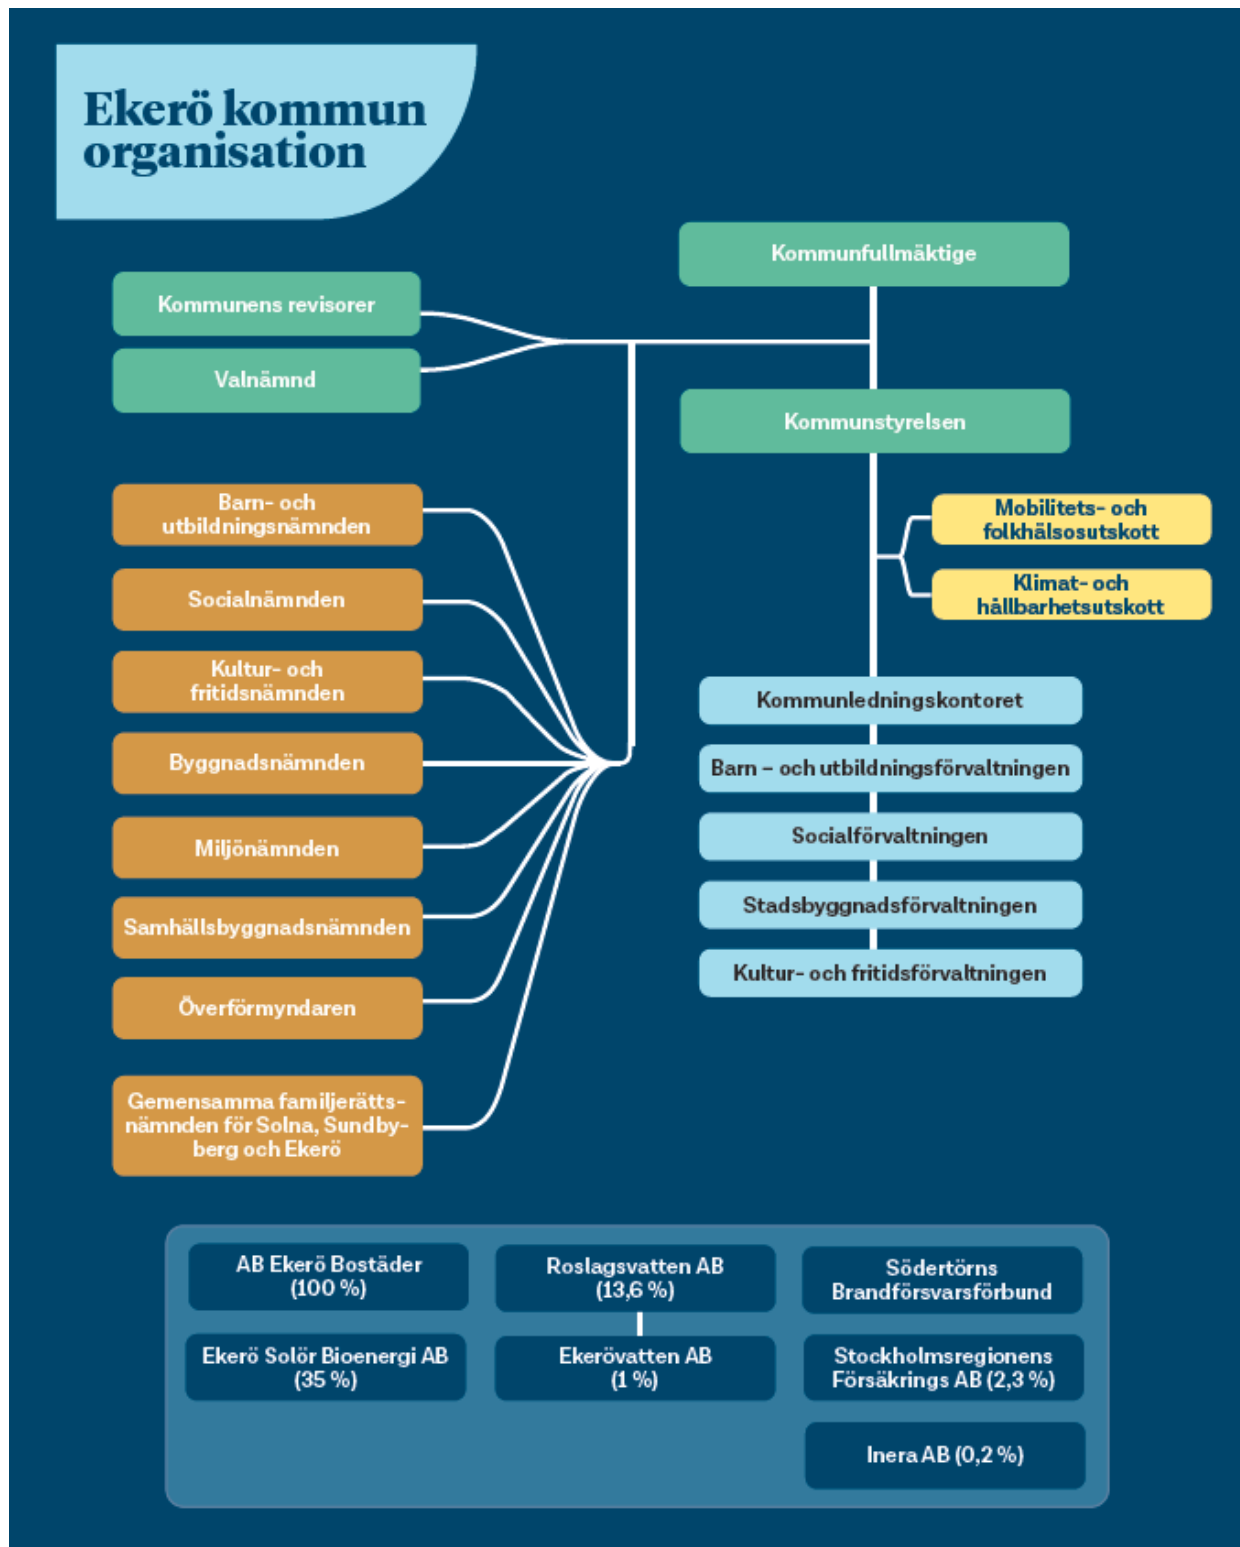 Ekerö kommun
organisation
Kommunfullmäktige
Kommunens revisorer
Valnämnd
Kommunstyrelsen
Mobilitets- och
folkhälsosutskott
Klimat- och
hållbarhetsutskott
Barn- och
utbildningsnämnden
Socialnämnden
Kultur- och
fritidsnämnden
Byggnadsnämnden
Miljönämnden
Samhällsbyggnadsnämnden
Överförmyndaren
Gemensamma familjerätts-
nämnden för Solna, Sundby-
berg och Ekerö
Kommunledningskontoret
Barn – och utbildningsförvaltningen
Socialförvaltningen
Stadsbyggnadsförvaltningen
Kultur- och fritidsförvaltningen
AB Ekerö Bostäder
(100 %)
Roslagsvatten AB
(13,6 %)
Södertörns
Brandförsvarsförbund
Ekerö Solör Bioenergi AB
(35 %)
Ekerövatten AB
(1 %)
Stockholmsregionens
Försäkrings AB (2,3 %)
Inera AB (0,2 %)